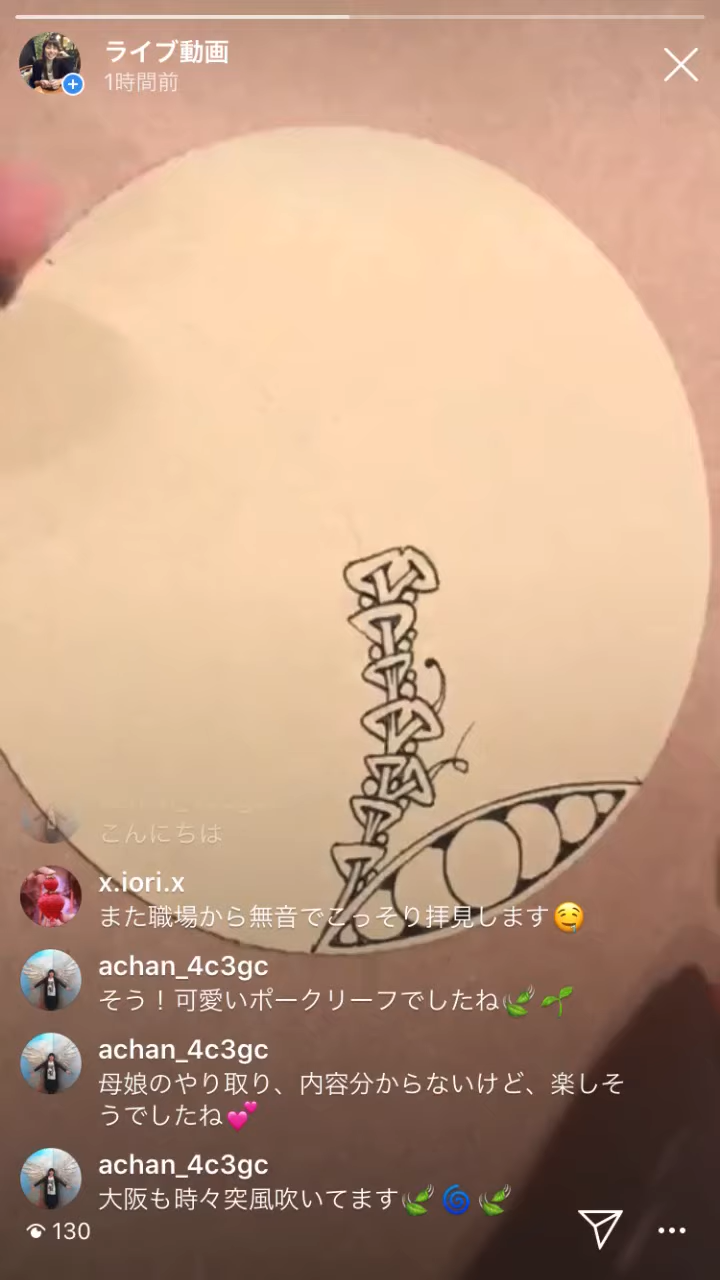 ライブ動画
1時間前
こんにちは
x.iori.x
また職場から無音でこっそり拝見します🤤
achan_4c3gc
そう！可愛いポークリーフでしたね🍃🌱
achan_4c3gc
母娘のやり取り、内容分からないけど、楽しそ
うでしたね💕
achan_4c3gc
大阪も時々突風吹いてます🍃🌀🍃
130